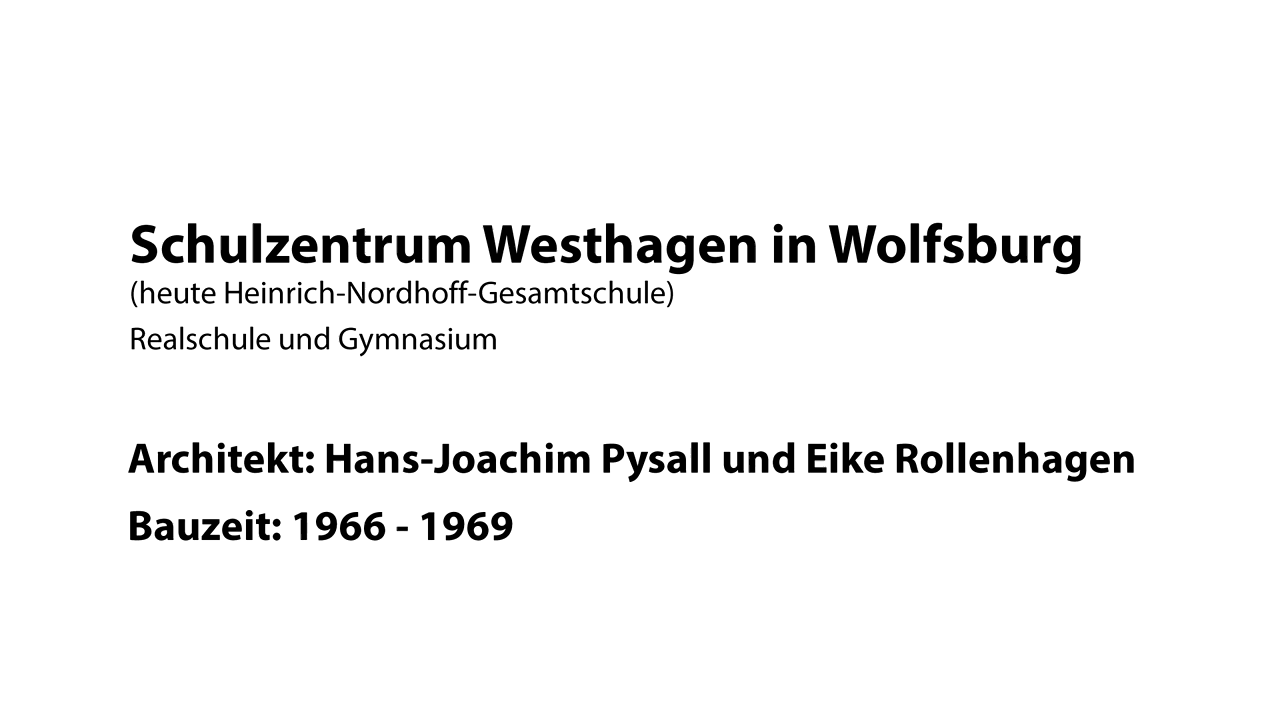 Schulzentrum Westhagen in Wolfsburg
(heute Heinrich-Nordhoff-Gesamtschule)
Realschule und Gymnasium
Architekt: Hans-Joachim Pysall und Eike Rollenhagen
Bauzeit: 1966 - 1969